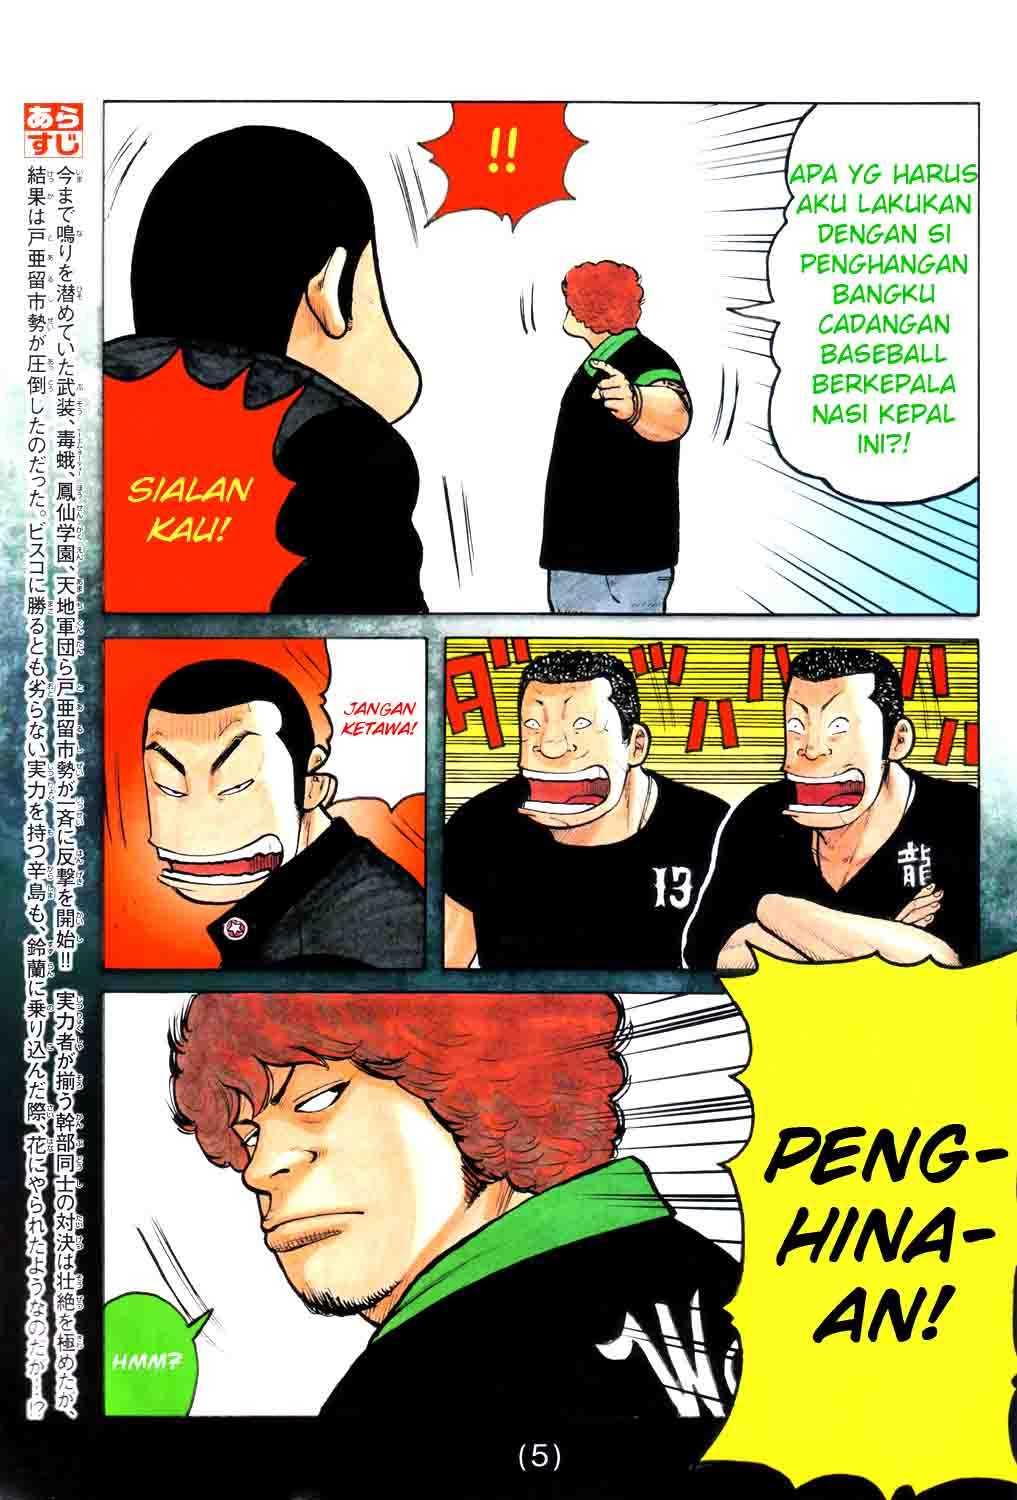 あら
すじ
今まで鳴りを潜めていた武装、毒蛾、鳳仙学園、天地軍団ら戸亜留市勢が一斉に反撃を開始!! 実力者が揃う幹部同士の対決は壮絶を極めたが、
結果は戸亜留市勢が圧倒したのだった。ビスコに勝るとも劣らない実力を持つ辛島も、鈴蘭に乗り込んだ際、花にやられたようなのだが…!?
!!
APA YG HARUS
AKU LAKUKAN
DENGAN SI
PENGHANGAN
BANGKU
CADANGAN
BASEBALL
BERKEPALA
NASI KEPAL
INI?!
SIALAN
KAU!
ダハハハ
13
龍
JANGAN
KETAWA!
PENG-
HINA-
AN!
HMM?
(5)